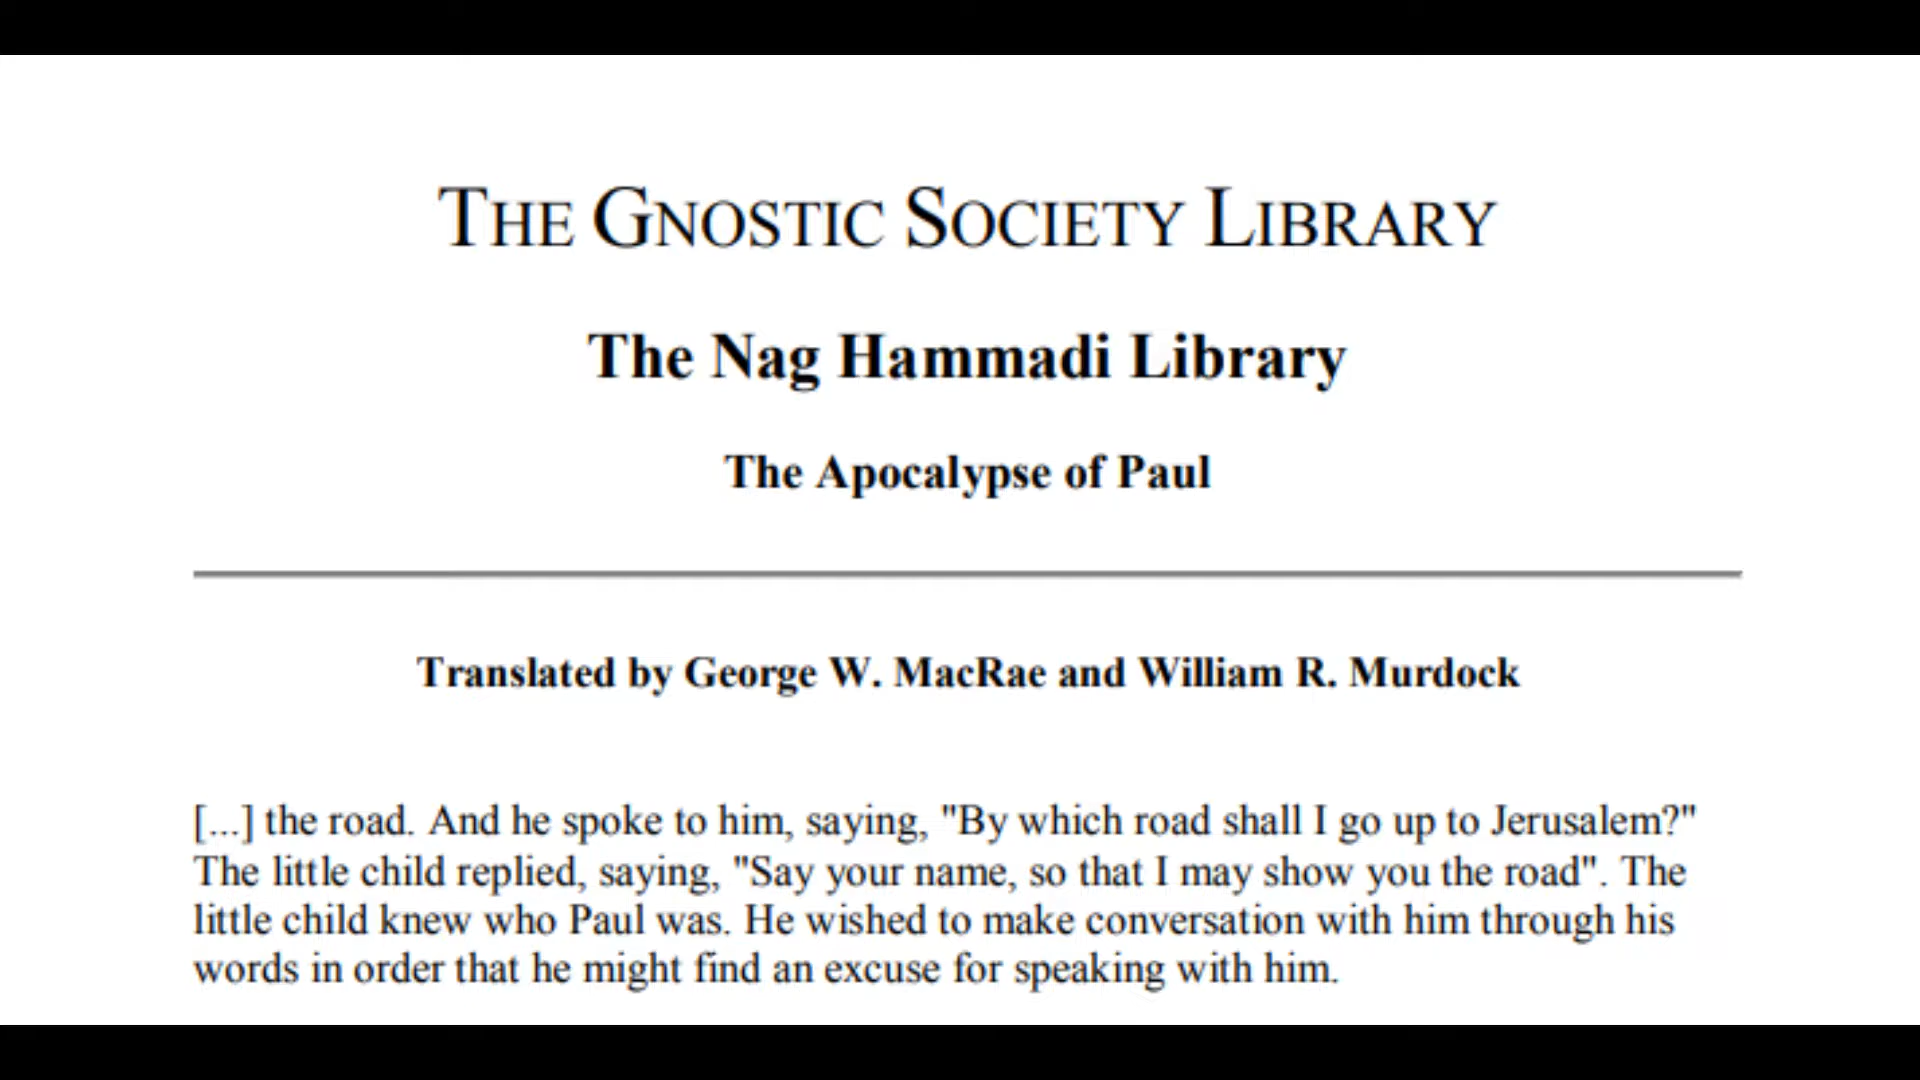 THE GNOSTIC SOCIETY LIBRARY
The Nag Hammadi Library
The Apocalypse of Paul
Translated by George W. MacRae and William R. Murdock
[...] the road. And he spoke to him, saying, "By which road shall I go up to Jerusalem?"
The little child replied, saying, "Say your name, so that I may show you the road". The
little child knew who Paul was. He wished to make conversation with him through his
words in order that he might find an excuse for speaking with him.